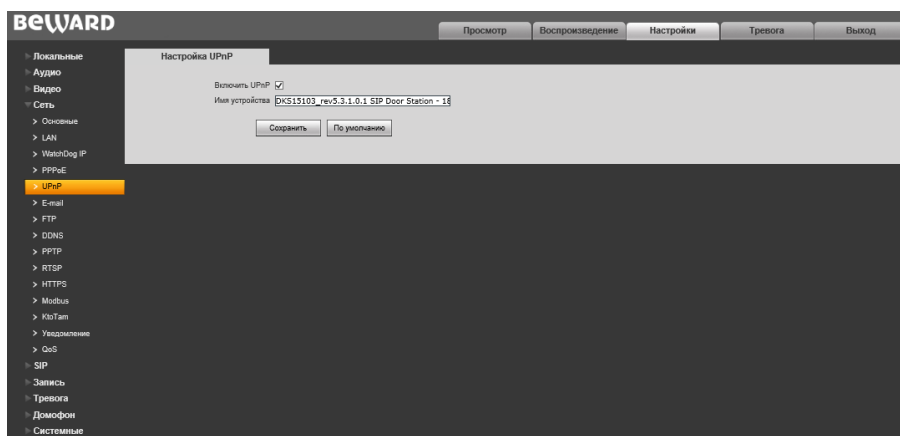 BEWARD
Просмотр Воспроизведение Настройки Тревога Выход
Локальные
Аудио
Видео
Сеть
Основные
LAN
WatchDog IP
PPPoE
UPnP
E-mail
FTP
DDNS
PPTP
RTSP
HTTPS
Modbus
KtoTam
Уведомление
QoS
SIP
Запись
Тревога
Домофон
Системные
Настройка UPnP
Включить UPnP
Имя устройства DKS15103_rev5.3.1.0.1 SIP Door Station - 18
Сохранить По умолчанию